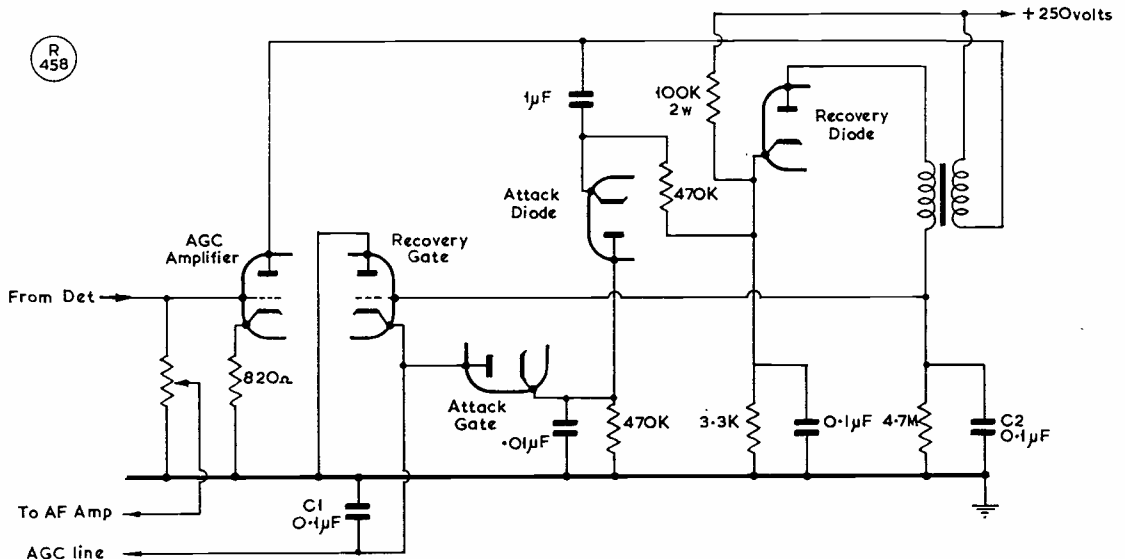 R
458
+ 250volts
1µF
100K
2w
Recovery
Diode
Attack
Diode
470K
AGC
Amplifier
Recovery
Gate
From Det
820Ω
Attack
Gate
.01µF
470K
3.3K
0.1µF
4.7M
C2
0.1µF
To AF Amp
C1
0.1µF
AGC line